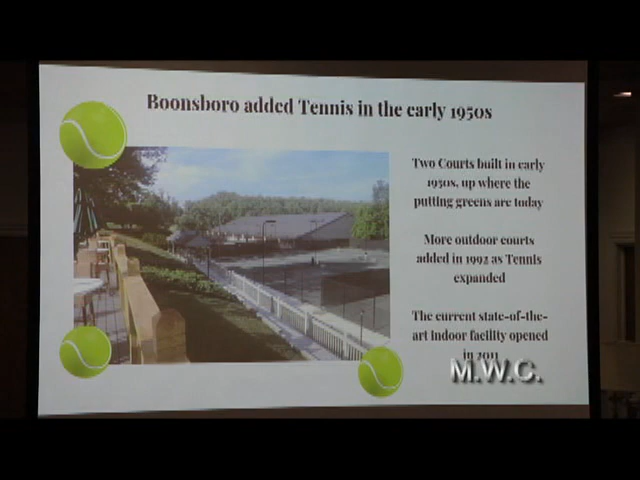 Boonsboro added Tennis in the early 1950s
Two Courts built in early
1950s, up where the
putting greens are today
More outdoor courts
added in 1992 as Tennis
expanded
The current state-of-the-
art indoor facility opened
in 2011
M.W.C.